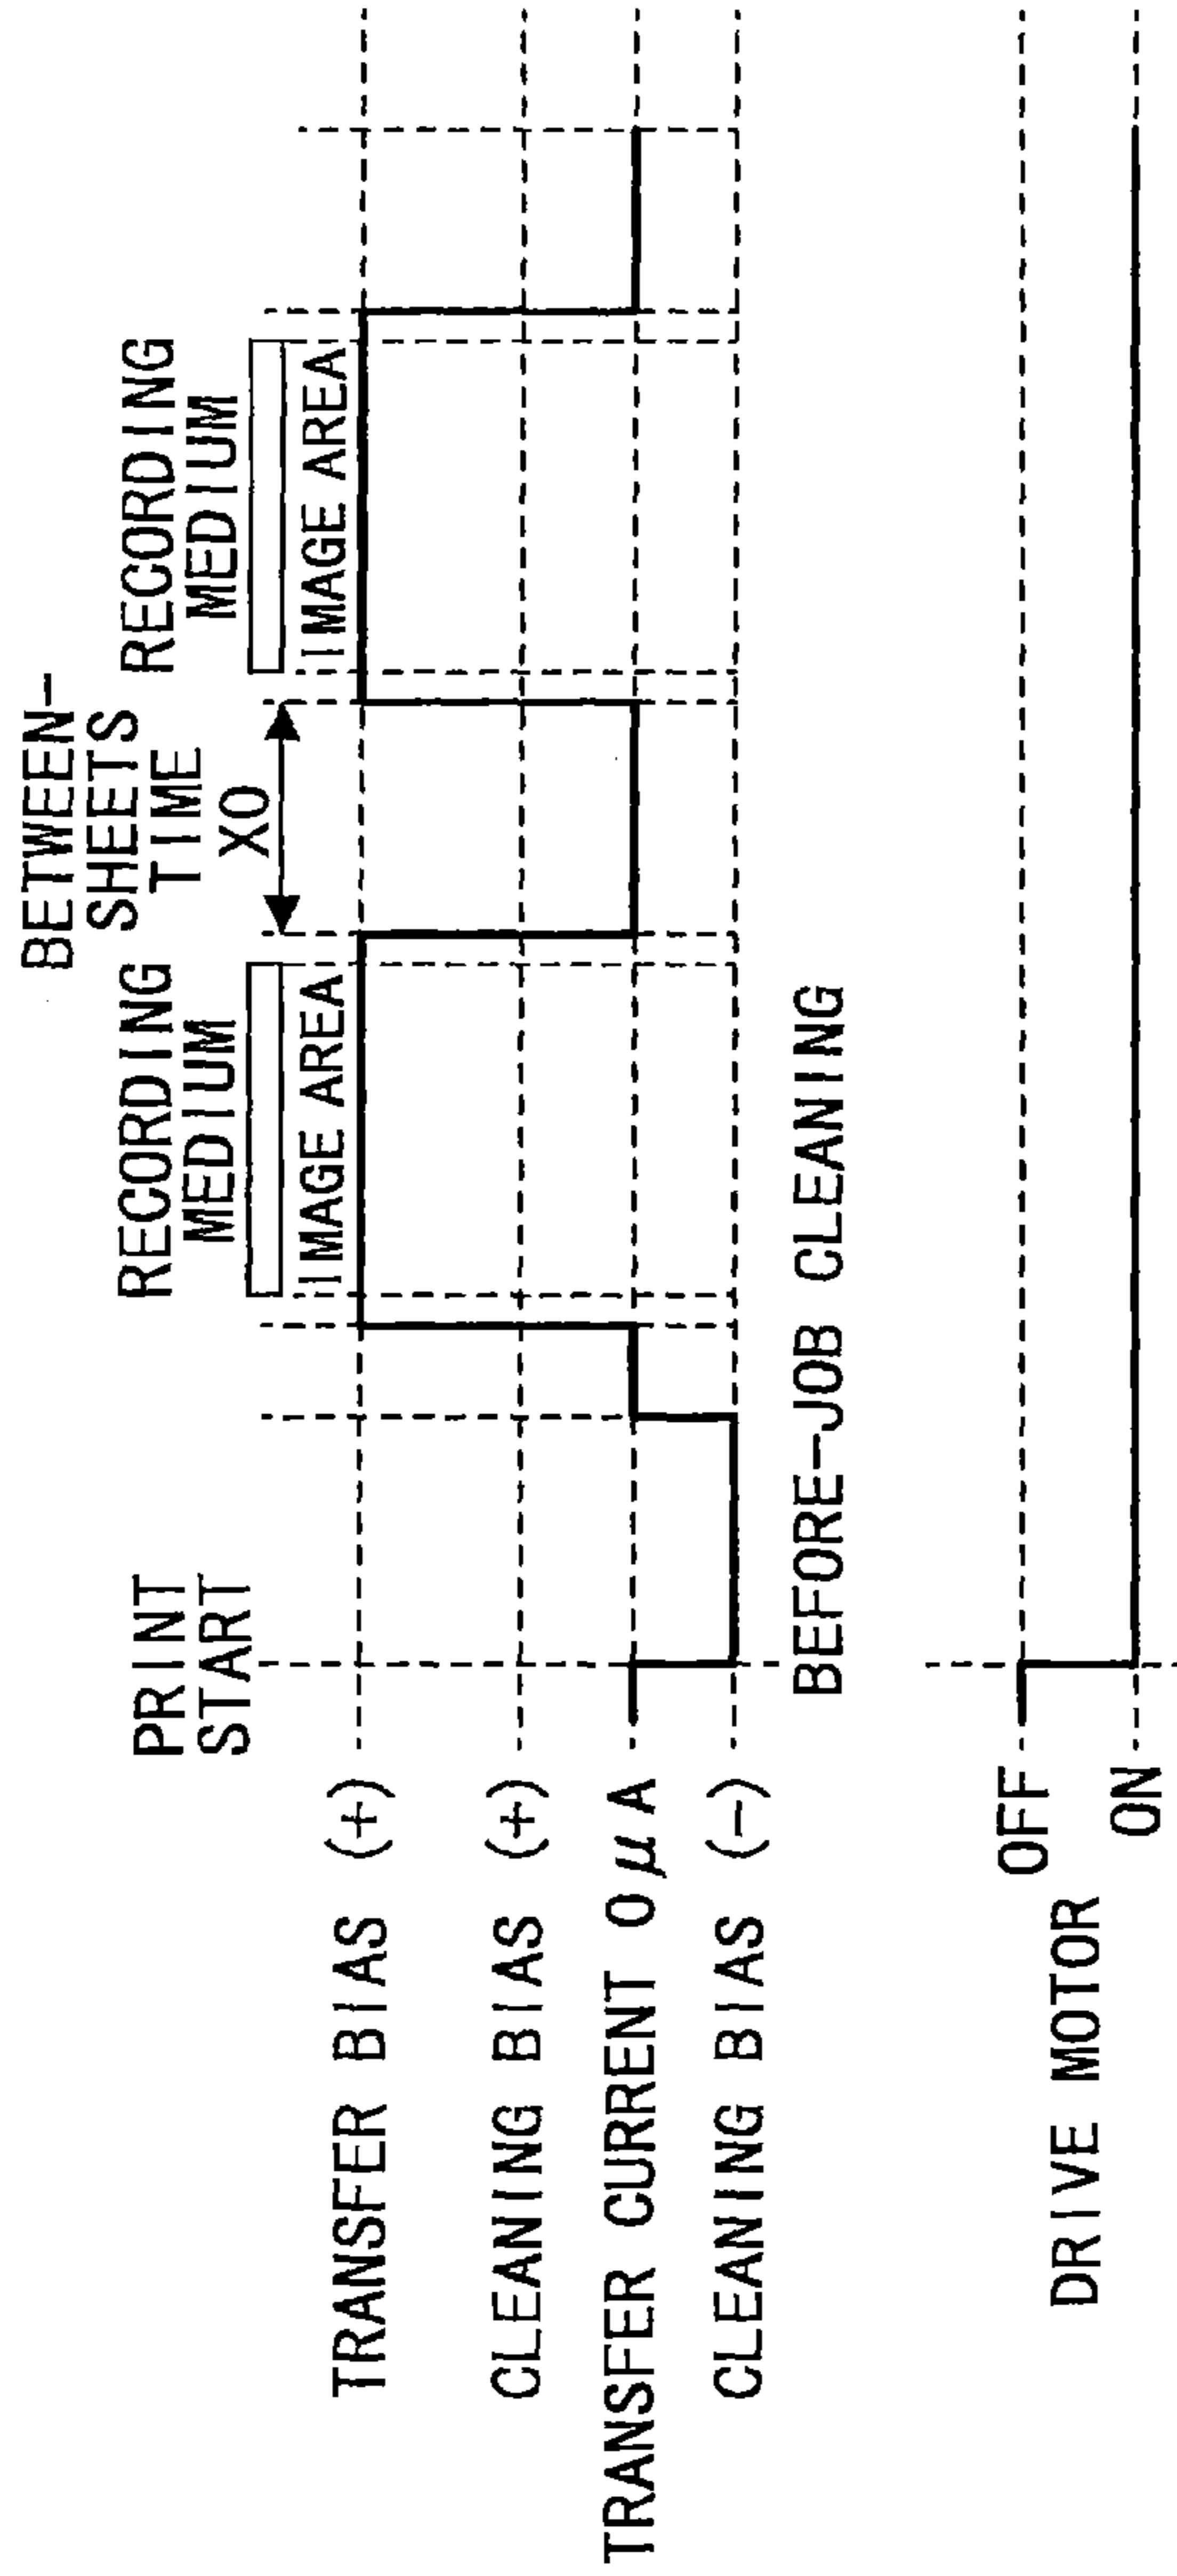 PRINT
START
RECORDING
MEDIUM
BETWEEN-
SHEETS
TIME
X0
RECORDING
MEDIUM
IMAGE AREA
IMAGE AREA
TRANSFER BIAS (+)
CLEANING BIAS (+)
TRANSFER CURRENT 0μA
CLEANING BIAS (-)
BEFORE-JOB CLEANING
DRIVE MOTOR
OFF
ON